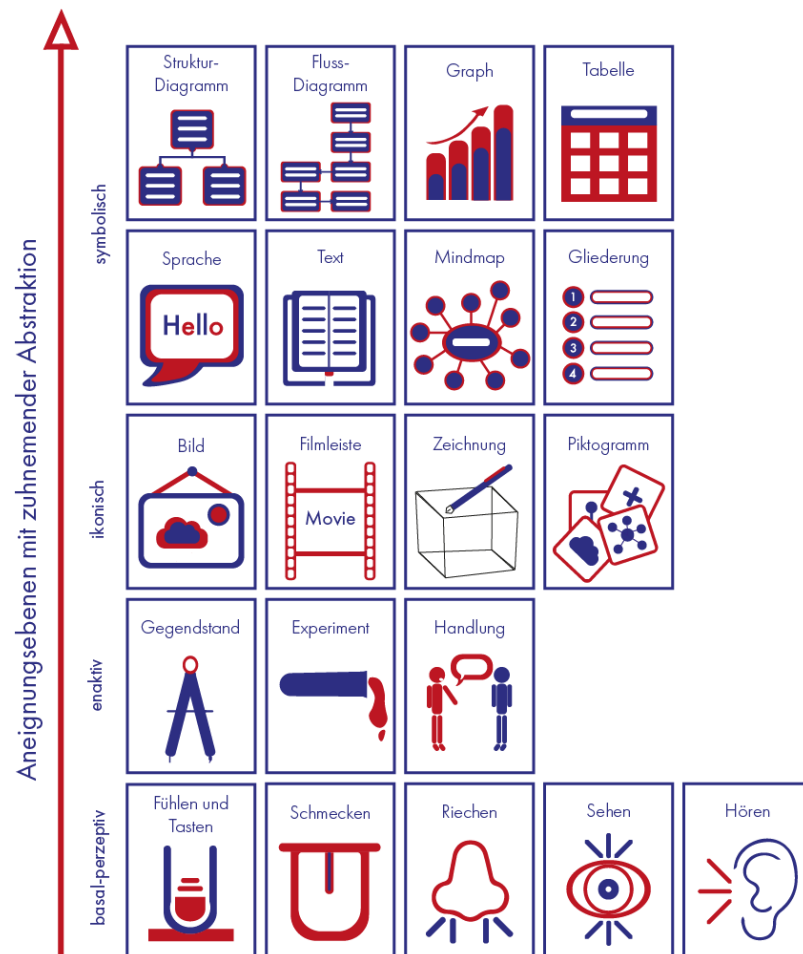 Aneignungsebenen mit zuhnemender Abstraktion
symbolisch
Struktur-
Diagramm
Fluss-
Diagramm
Graph
Tabelle
Sprache
Hello
Text
Mindmap
Gliederung
1
2
3
4
ikonisch
Bild
Filmleiste
Movie
Zeichnung
Piktogramm
enaktiv
Gegendstand
Experiment
Handlung
basal-perzeptiv
Fühlen und
Tasten
Schmecken
Riechen
Sehen
Hören